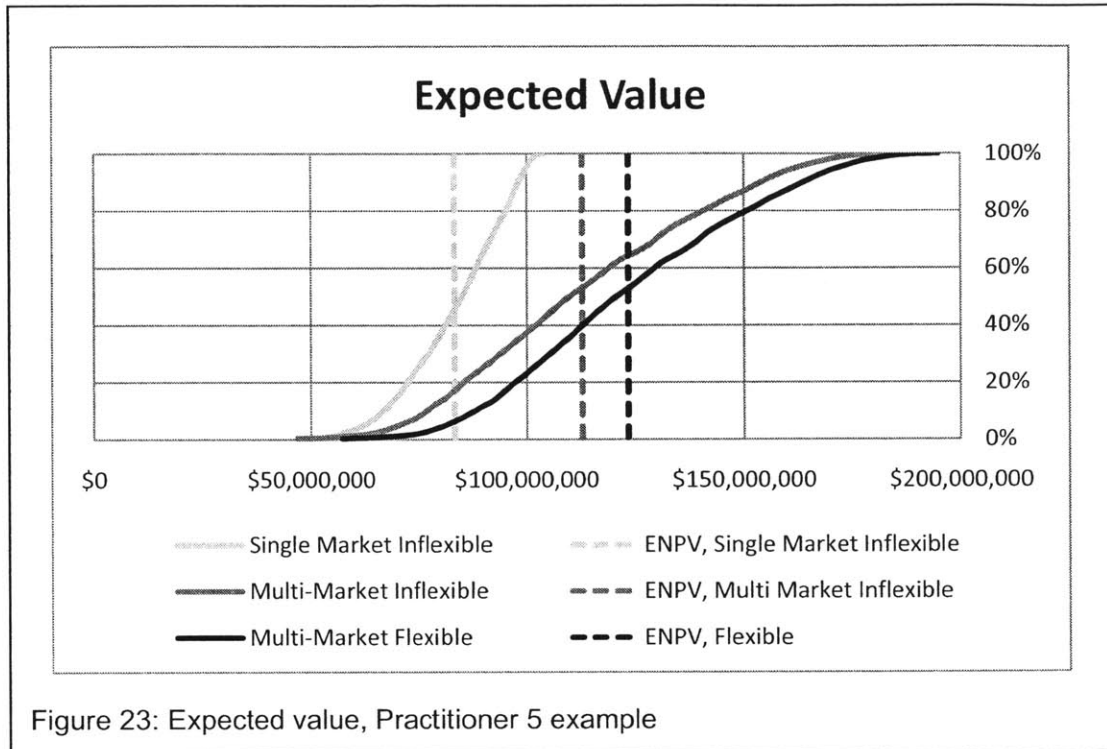 Expected Value
100%
80%
60%
40%
20%
0%
$0 $50,000,000 $100,000,000 $150,000,000 $200,000,000
Single Market Inflexible ENPV, Single Market Inflexible
Multi-Market Inflexible ENPV, Multi Market Inflexible
Multi-Market Flexible ENPV, Flexible
Figure 23: Expected value, Practitioner 5 example